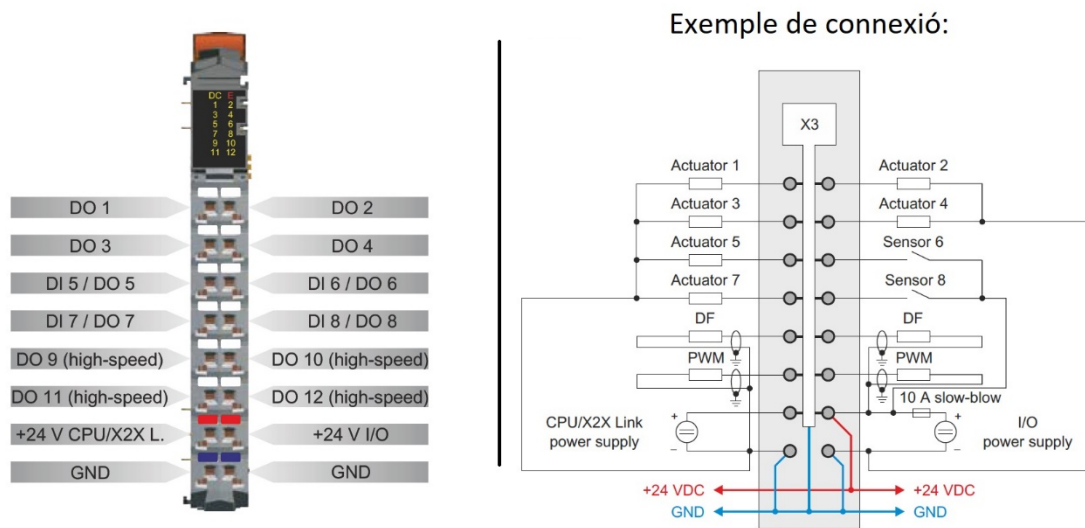 Exemple de connexió:
DC E
1 2
3 4
5 6
7 8
9 10
11 12
DO 1
DO 2
DO 3
DO 4
DI 5 / DO 5
DI 6 / DO 6
DI 7 / DO 7
DI 8 / DO 8
DO 9 (high-speed)
DO 10 (high-speed)
DO 11 (high-speed)
DO 12 (high-speed)
+24 V CPU/X2X L.
+24 V I/O
GND
GND
X3
Actuator 1
Actuator 2
Actuator 3
Actuator 4
Actuator 5
Sensor 6
Actuator 7
Sensor 8
DF
DF
PWM
PWM
10 A slow-blow
CPU/X2X Link
power supply
+
−
+
−
I/O
power supply
+24 VDC
+24 VDC
GND
GND